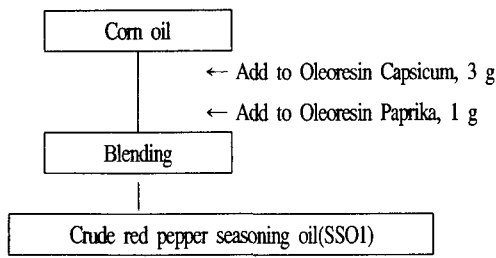 Corn oil
← Add to Oleoresin Capsicum, 3 g
← Add to Oleoresin Paprika, 1 g
Blending
Crude red pepper seasoning oil(SSO1)